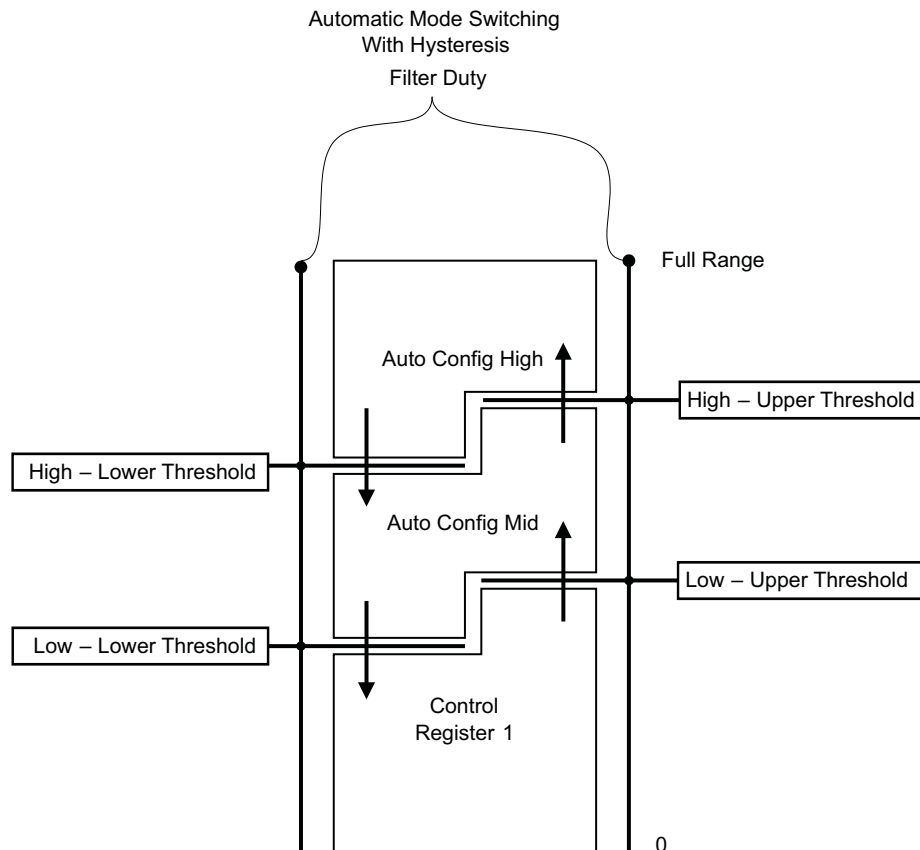 Automatic Mode Switching
With Hysteresis
Filter Duty
Full Range
Auto Config High
High – Upper Threshold
High – Lower Threshold
Auto Config Mid
Low – Upper Threshold
Low – Lower Threshold
Control
Register 1
0